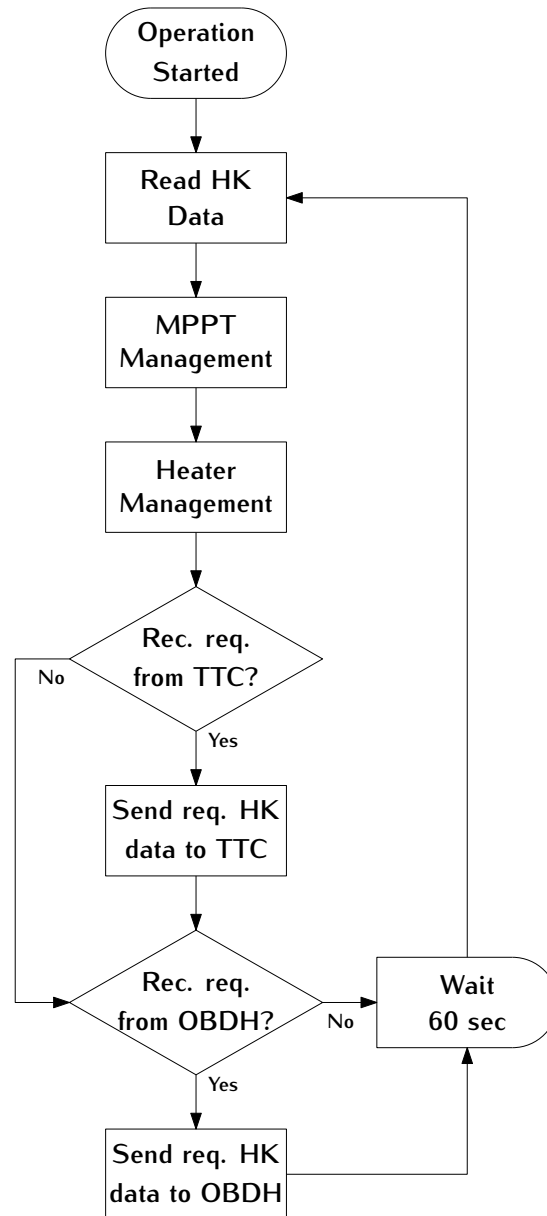 Operation
Started
Read HK
Data
MPPT
Management
Heater
Management
Rec. req.
from TTC?
No
Yes
Send req. HK
data to TTC
Rec. req.
from OBDH?
No
Yes
Wait
60 sec
Send req. HK
data to OBDH